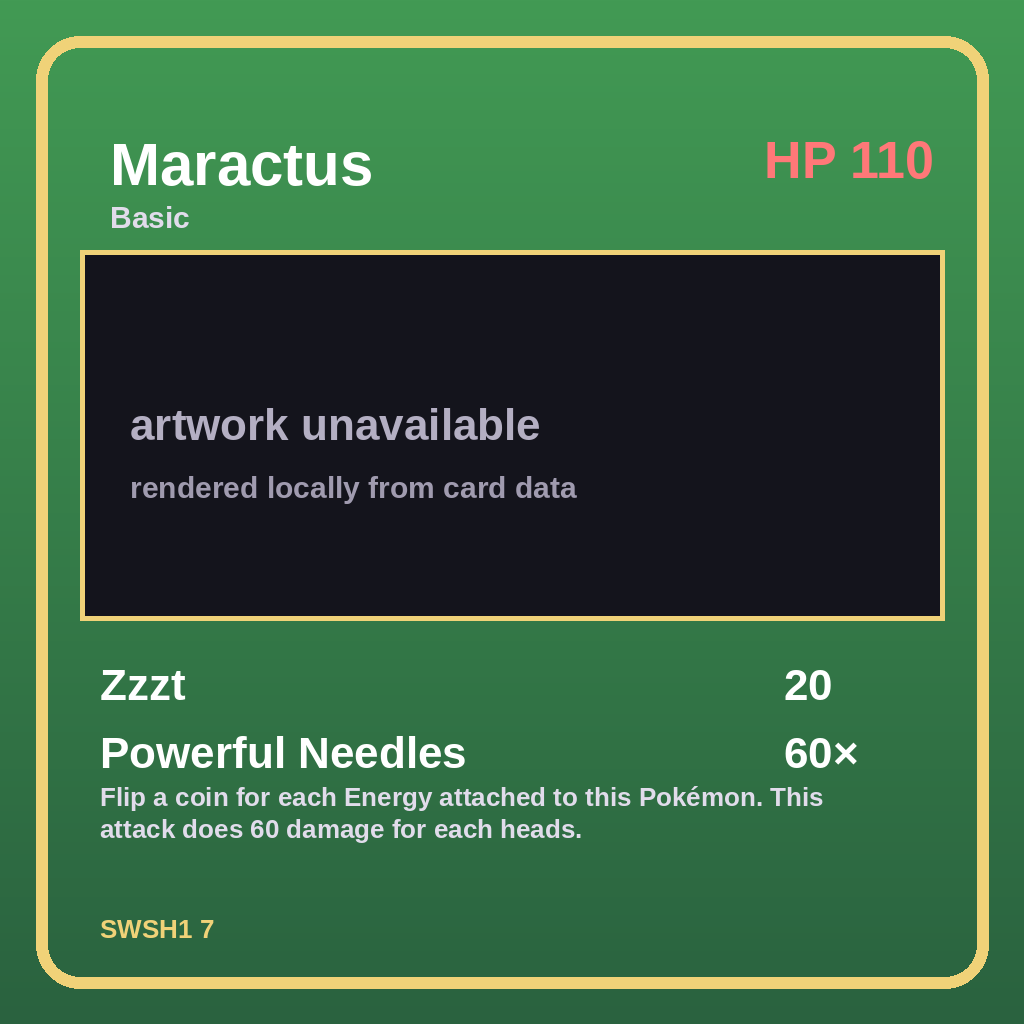 Maractus
HP 110
Basic
artwork unavailable
rendered locally from card data
Zzzt 20
Powerful Needles 60×
Flip a coin for each Energy attached to this Pokémon. This
attack does 60 damage for each heads.
SWSH1 7